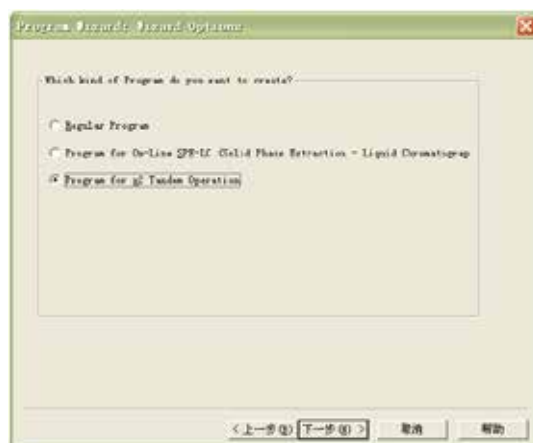 Program Wizard: Wizard Options
Which kind of Program do you want to create?
Regular Program
Program for On-Line SPE-LC (Solid Phase Extraction - Liquid Chromatograp
Program for x2 Tandem Operation
<上一步(B) 下一步(N)> 取消 帮助